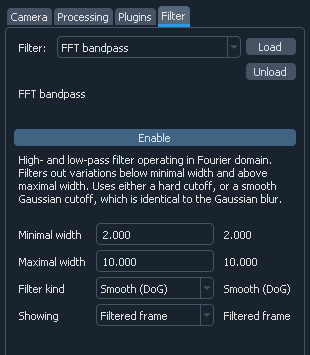 Camera Processing Plugins Filter
Filter: FFT bandpass Load
Unload
FFT bandpass
Enable
High- and low-pass filter operating in Fourier domain.
Filters out variations below minimal width and above
maximal width. Uses either a hard cutoff, or a smooth
Gaussian cutoff, which is identical to the Gaussian blur.
Minimal width 2.000 2.000
Maximal width 10.000 10.000
Filter kind Smooth (DoG) Smooth (DoG)
Showing Filtered frame Filtered frame